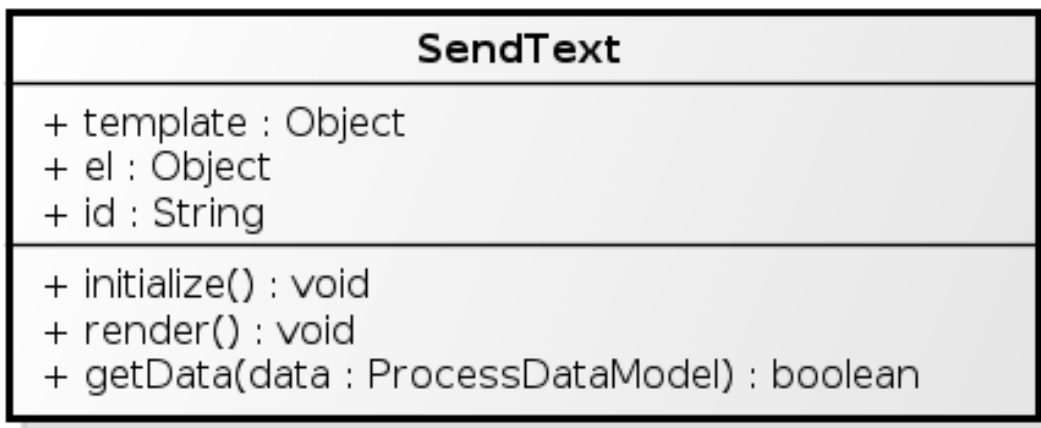 SendText
+ template : Object
+ el : Object
+ id : String
+ initialize() : void
+ render() : void
+ getData(data : ProcessDataModel) : boolean